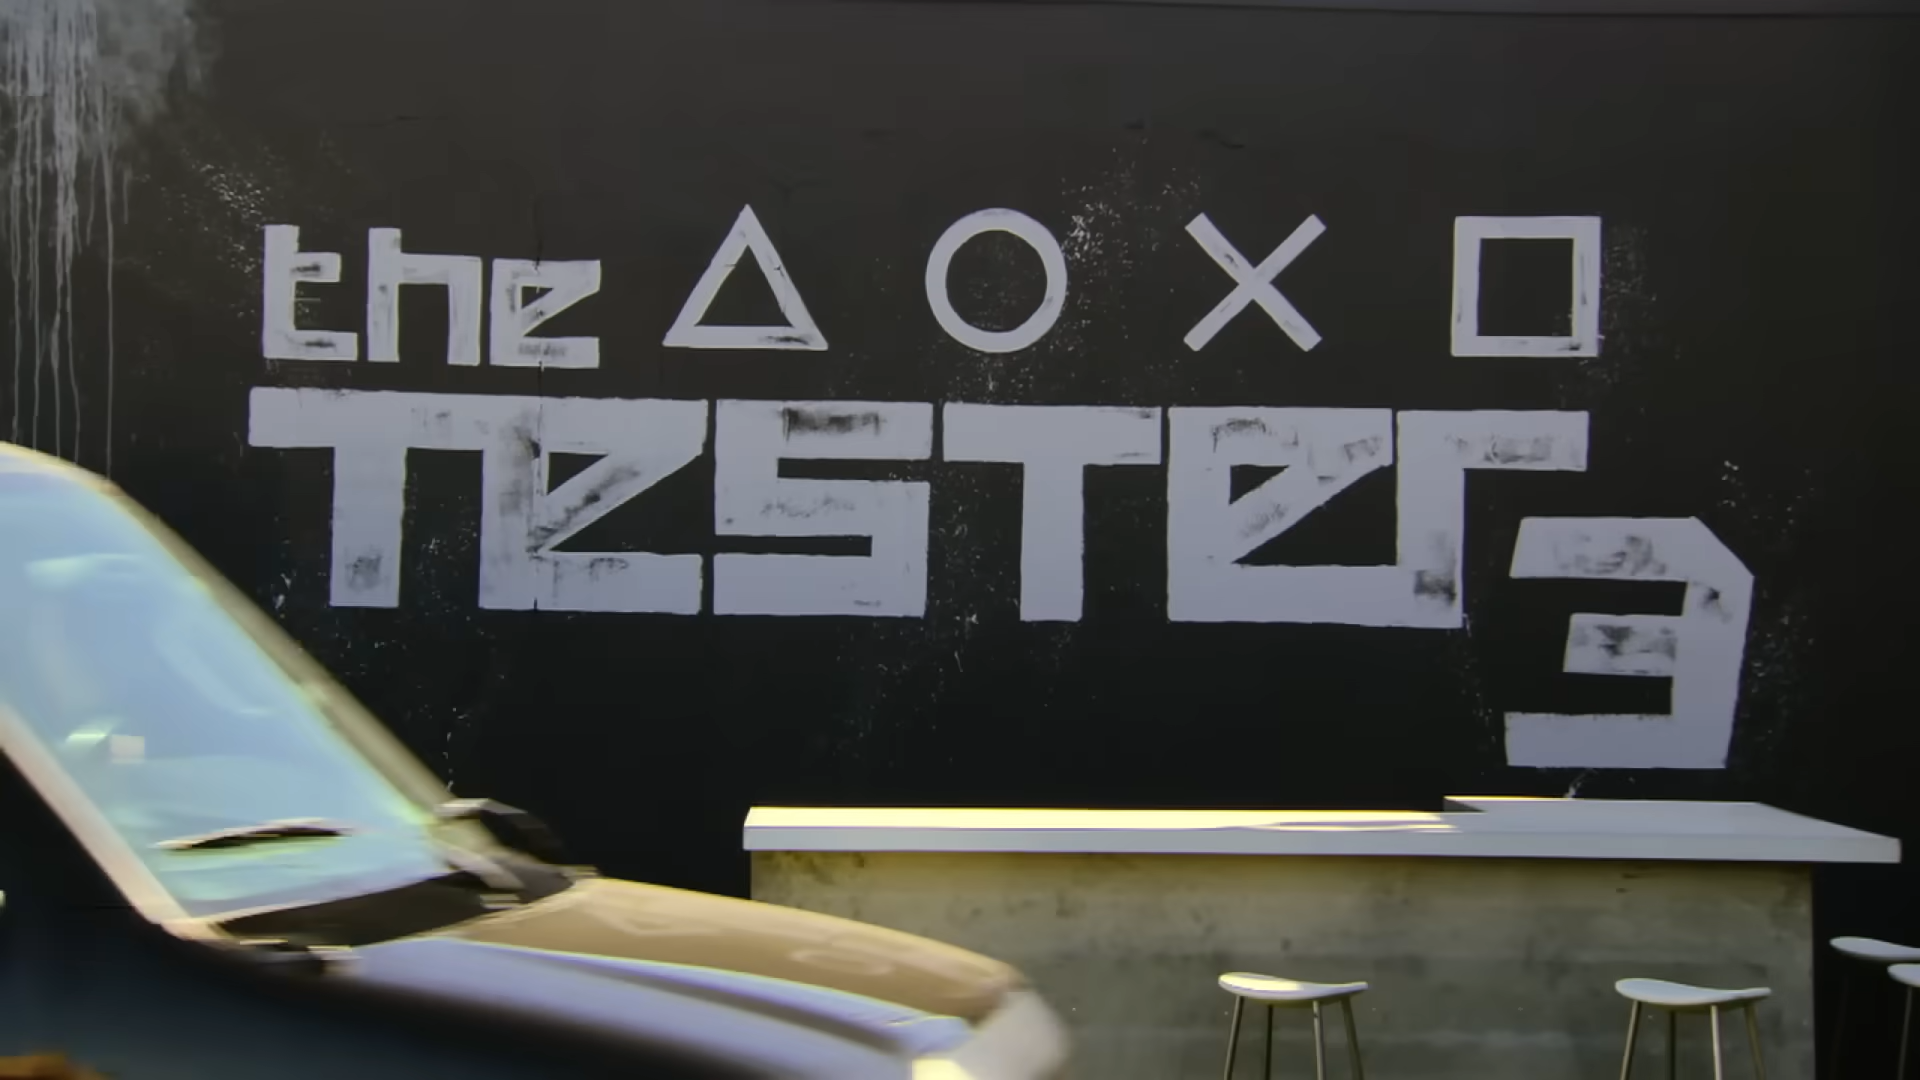 the △ ○ ✕ □
Tester
3